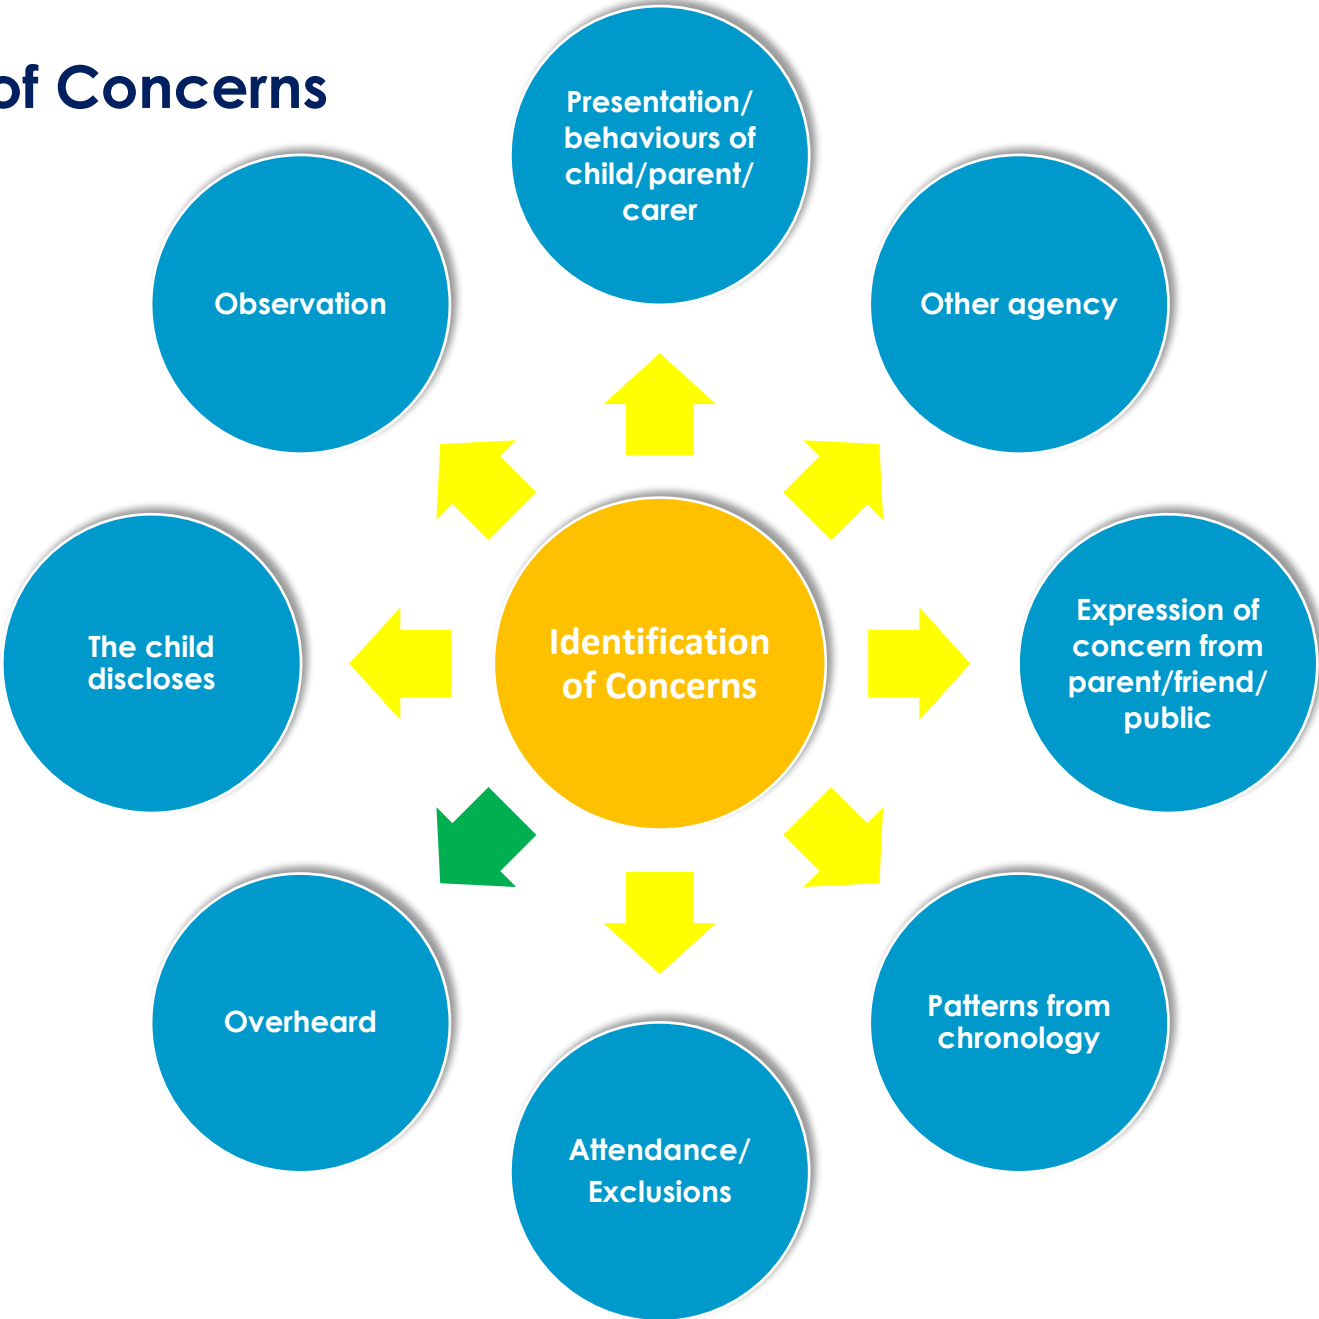 of Concerns
Presentation/
behaviours of
child/parent/
carer
Observation
Other agency
The child
discloses
Identification
of Concerns
Expression of
concern from
parent/friend/
public
Overheard
Patterns from
chronology
Attendance/
Exclusions